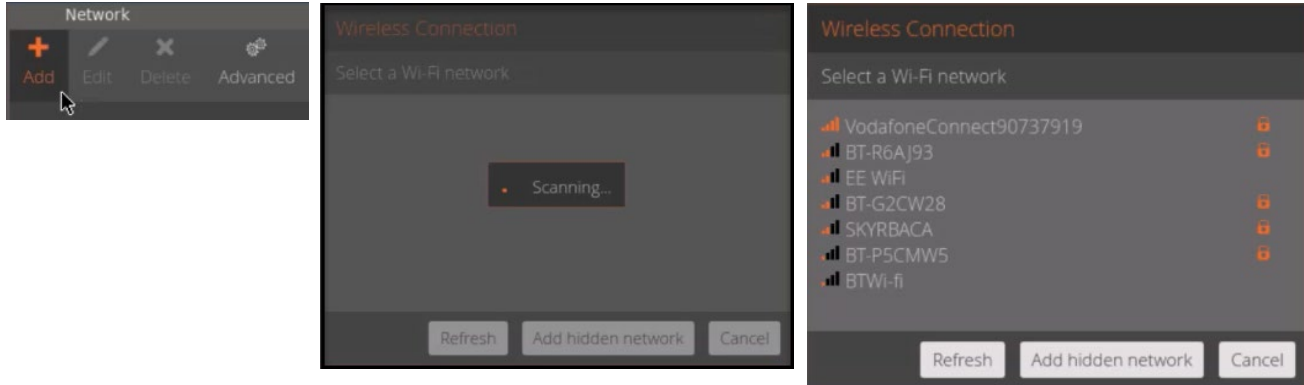 Network
Add Edit Delete Advanced
Wireless Connection
Select a Wi-Fi network
Scanning...
Refresh Add hidden network Cancel
Wireless Connection
Select a Wi-Fi network
VodafoneConnect90737919
BT-R6AJ93
EE WiFi
BT-G2CW28
SKYRBACA
BT-P5CMW5
BTWi-fi
Refresh Add hidden network Cancel